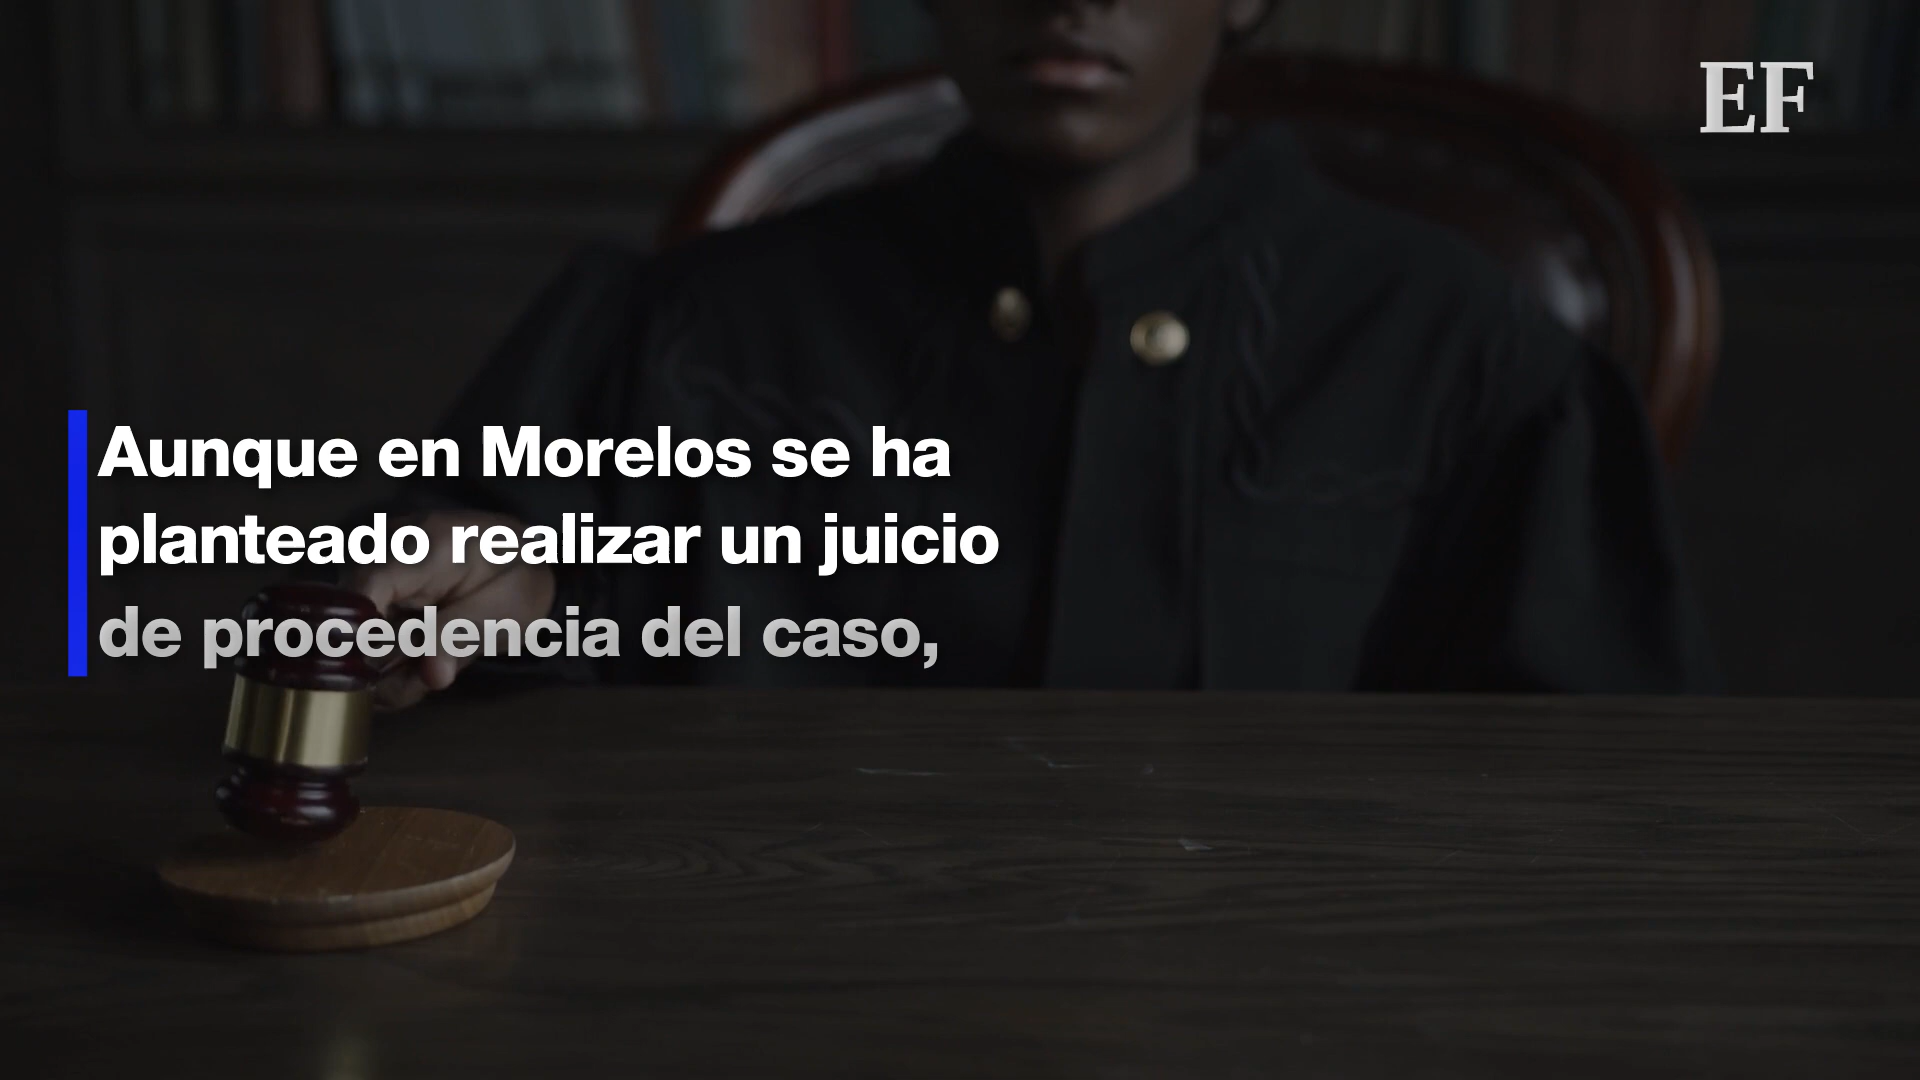 EF
Aunque en Morelos se ha
planteado realizar un juicio
de procedencia del caso,